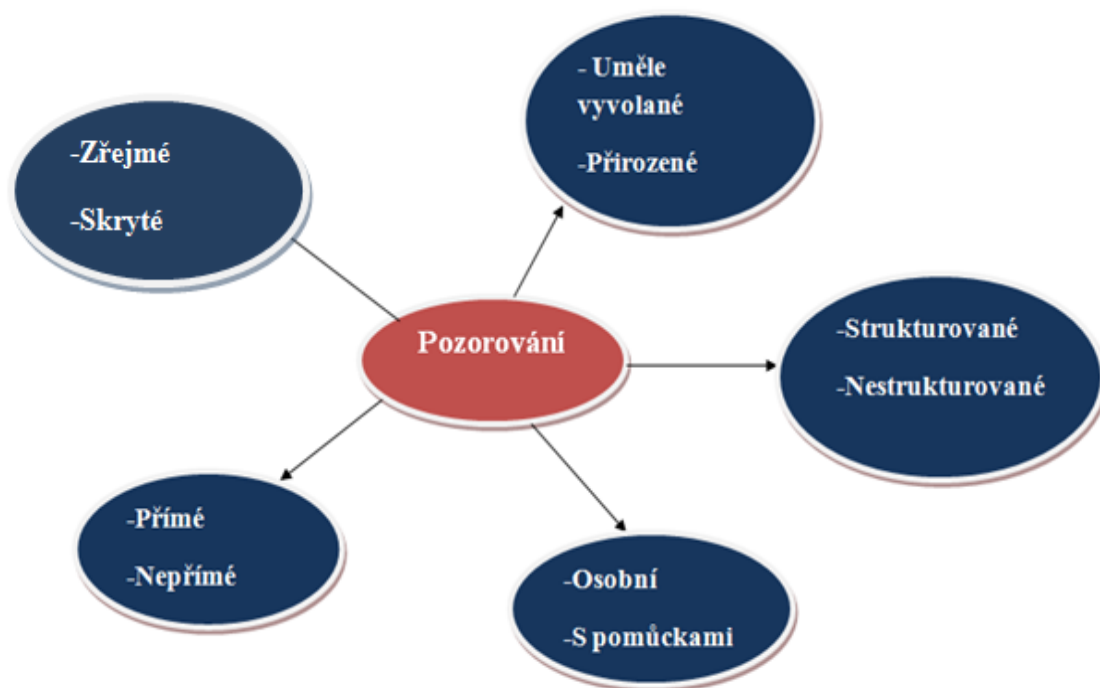 - Uměle
vyvolané
-Přirozené
-Zřejmé
-Skryté
Pozorování
-Strukturované
-Nestrukturované
-Přímé
-Nepřímé
-Osobní
-S pomůckami